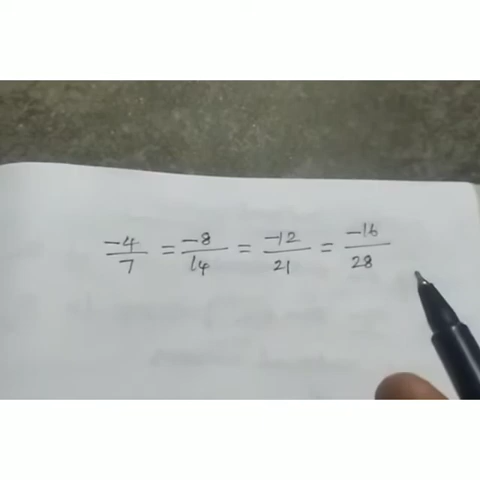 -4/7 = -8/14 = -12/21 = -16/28